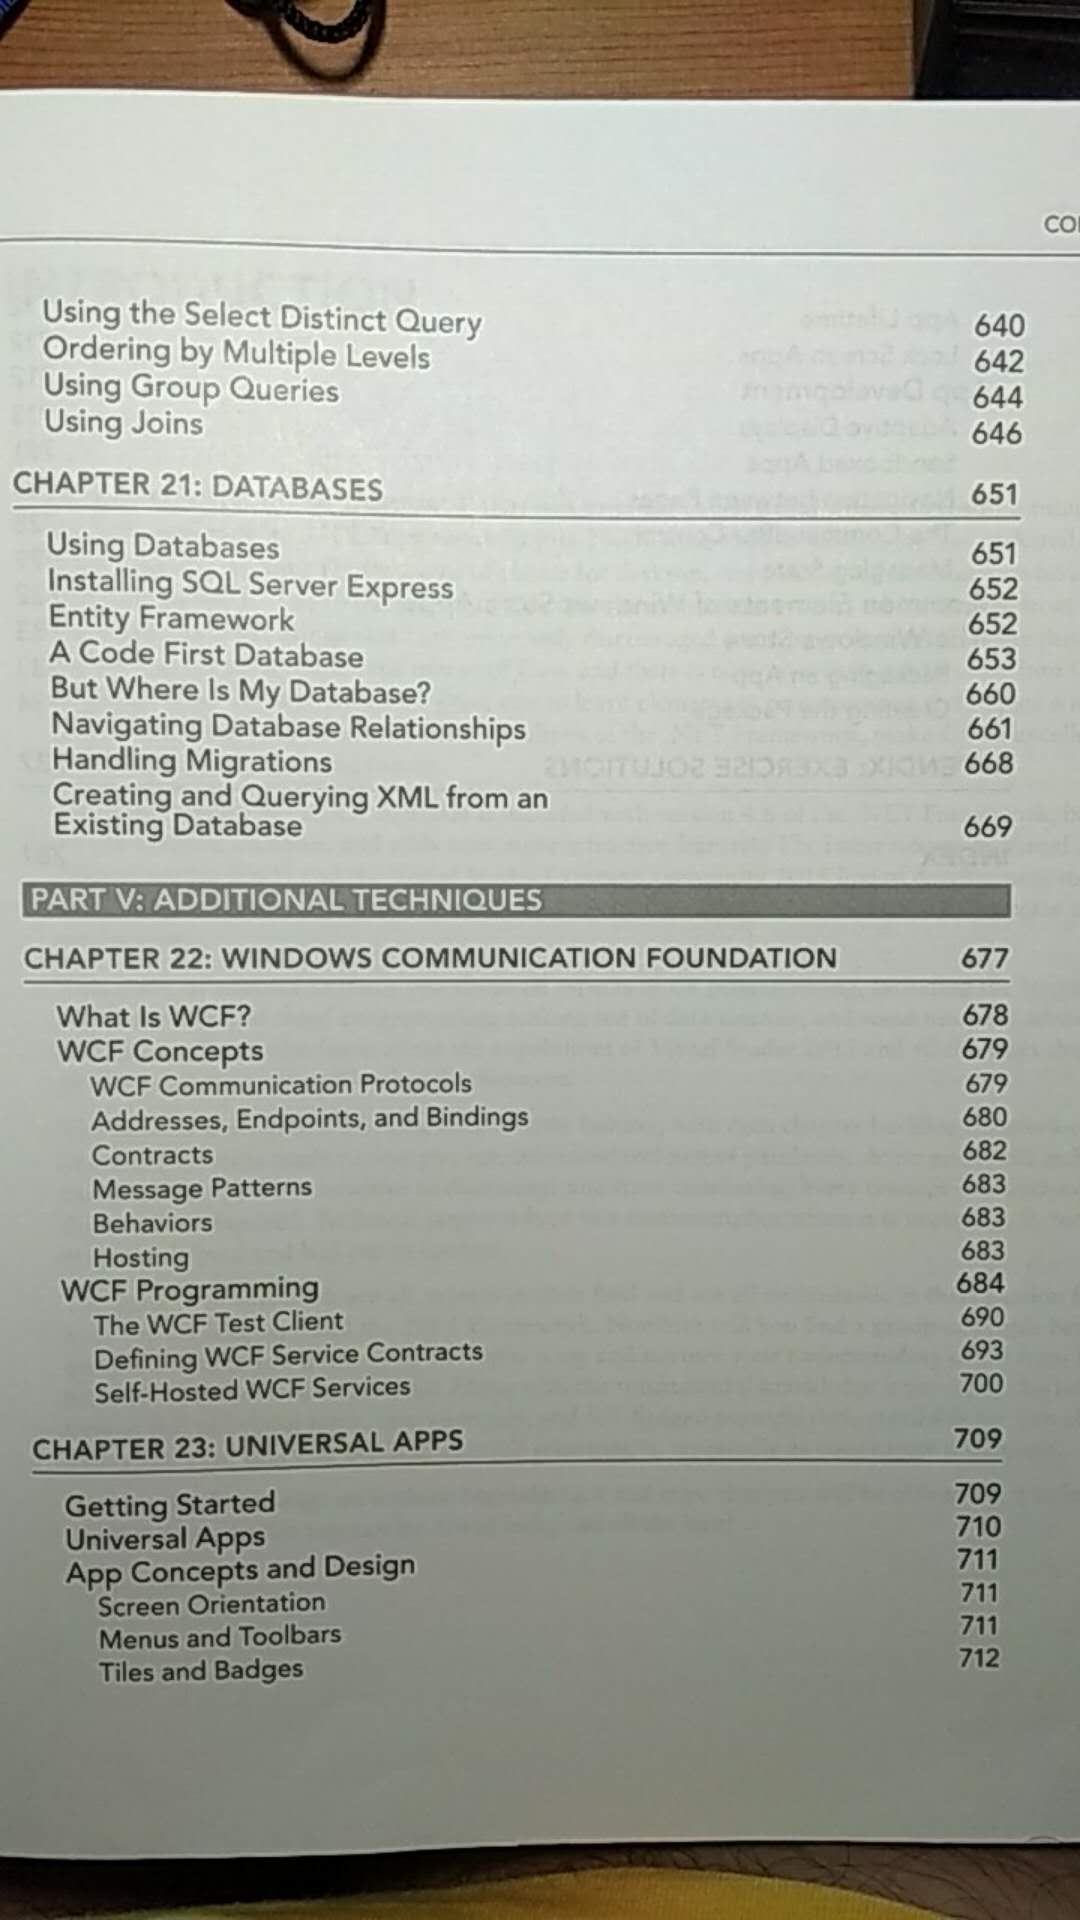 Using the Select Distinct Query 640
Ordering by Multiple Levels 642
Using Group Queries 644
Using Joins 646
CHAPTER 21: DATABASES 651
Using Databases 651
Installing SQL Server Express 652
Entity Framework 652
A Code First Database 653
But Where Is My Database? 660
Navigating Database Relationships 661
Handling Migrations 668
Creating and Querying XML from an
Existing Database 669
PART V: ADDITIONAL TECHNIQUES
CHAPTER 22: WINDOWS COMMUNICATION FOUNDATION 677
What Is WCF? 678
WCF Concepts 679
WCF Communication Protocols 679
Addresses, Endpoints, and Bindings 680
Contracts 682
Message Patterns 683
Behaviors 683
Hosting 683
WCF Programming 684
The WCF Test Client 690
Defining WCF Service Contracts 693
Self-Hosted WCF Services 700
CHAPTER 23: UNIVERSAL APPS 709
Getting Started 709
Universal Apps 710
App Concepts and Design 711
Screen Orientation 711
Menus and Toolbars 711
Tiles and Badges 712